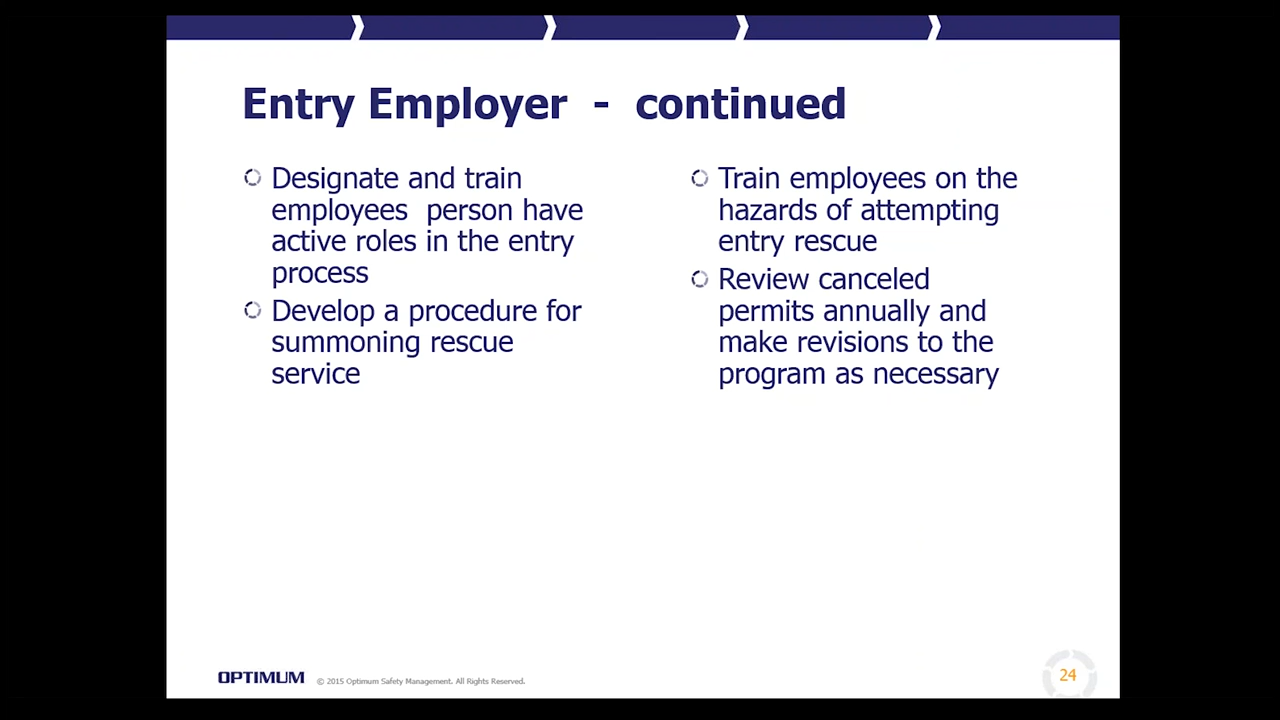 Entry Employer - continued
Designate and train
employees person have
active roles in the entry
process
Develop a procedure for
summoning rescue
service
Train employees on the
hazards of attempting
entry rescue
Review canceled
permits annually and
make revisions to the
program as necessary
OPTIMUM © 2015 Optimum Safety Management. All Rights Reserved.
24